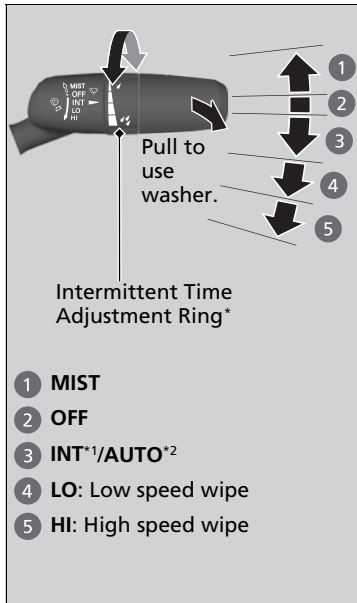 MIST
OFF
INT
LO
HI
1
2
3
4
5
Pull to
use
washer.
Intermittent Time
Adjustment Ring*
1 MIST
2 OFF
3 INT*1/AUTO*2
4 LO: Low speed wipe
5 HI: High speed wipe